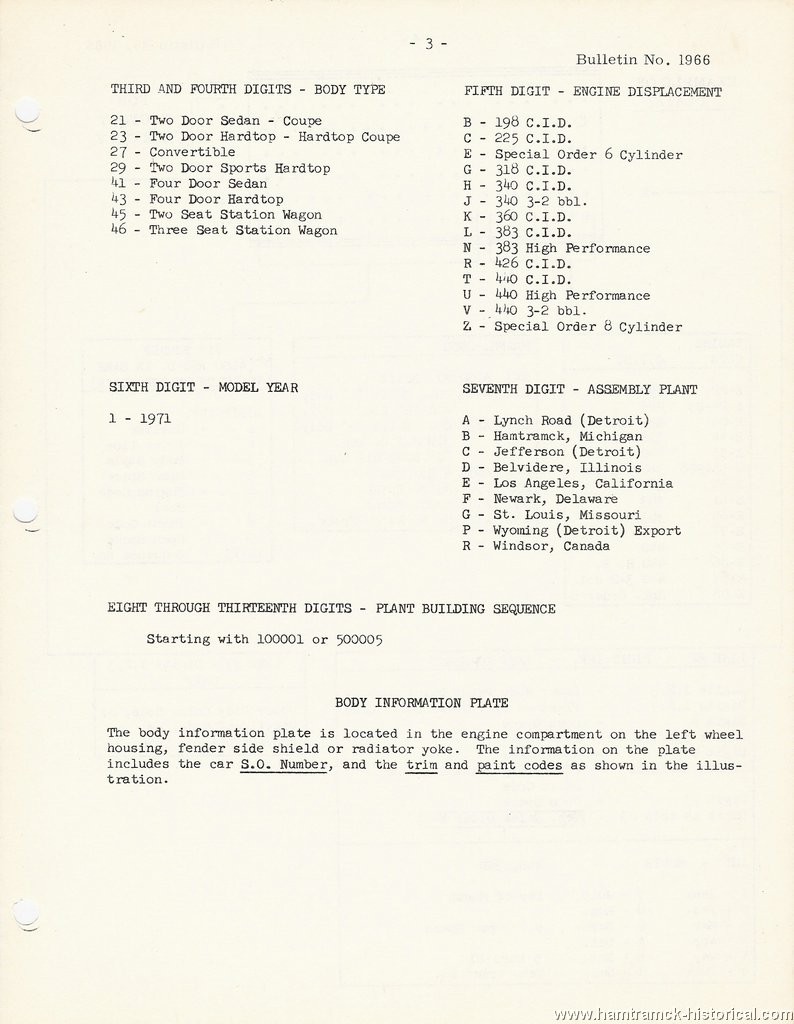 - 3 -
Bulletin No. 1966
THIRD AND FOURTH DIGITS - BODY TYPE
21 - Two Door Sedan - Coupe
23 - Two Door Hardtop - Hardtop Coupe
27 - Convertible
29 - Two Door Sports Hardtop
41 - Four Door Sedan
43 - Four Door Hardtop
45 - Two Seat Station Wagon
46 - Three Seat Station Wagon
FIFTH DIGIT - ENGINE DISPLACEMENT
B - 198 C.I.D.
C - 225 C.I.D.
E - Special Order 6 Cylinder
G - 318 C.I.D.
H - 340 C.I.D.
J - 340 3-2 bbl.
K - 360 C.I.D.
L - 383 C.I.D.
N - 383 High Performance
R - 426 C.I.D.
T - 440 C.I.D.
U - 440 High Performance
V - 440 3-2 bbl.
Z - Special Order 8 Cylinder
SIXTH DIGIT - MODEL YEAR
1 - 1971
SEVENTH DIGIT - ASSEMBLY PLANT
A - Lynch Road (Detroit)
B - Hamtramck, Michigan
C - Jefferson (Detroit)
D - Belvidere, Illinois
E - Los Angeles, California
F - Newark, Delaware
G - St. Louis, Missouri
P - Wyoming (Detroit) Export
R - Windsor, Canada
EIGHT THROUGH THIRTEENTH DIGITS - PLANT BUILDING SEQUENCE
Starting with 100001 or 500005
BODY INFORMATION PLATE
The body information plate is located in the engine compartment on the left wheel
housing, fender side shield or radiator yoke. The information on the plate
includes the car S.O. Number, and the trim and paint codes as shown in the illus-
tration.
www.hamtramck-historical.com